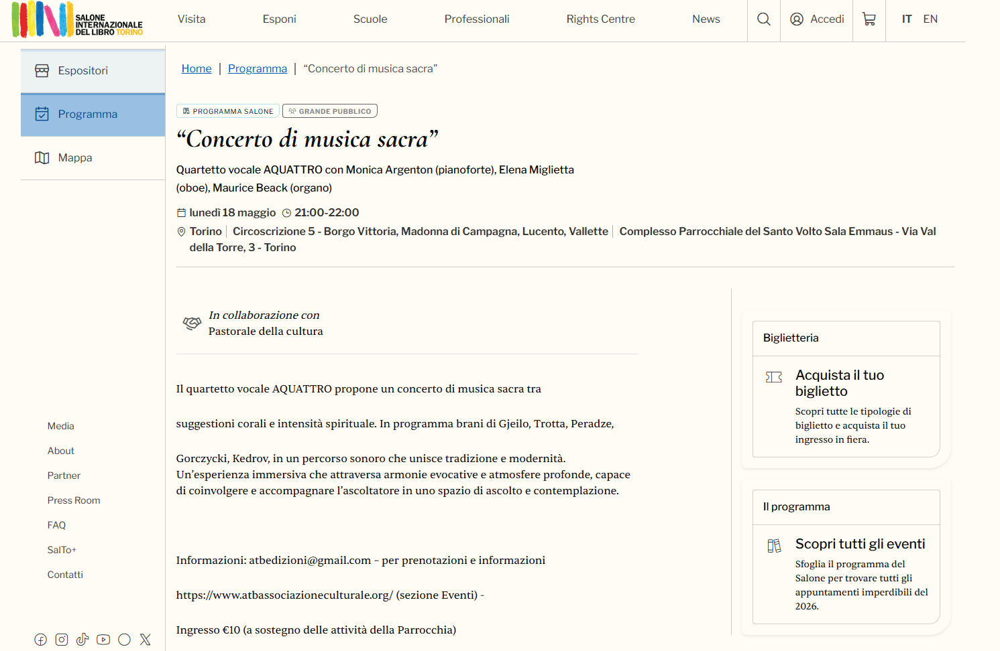 SALONE
INTERNAZIONALE
DEL LIBRO TORINO
Visita
Esponi
Scuole
Professionali
Rights Centre
News
Accedi
IT EN
Espositori
Programma
Mappa
Home | Programma | “Concerto di musica sacra”
PROGRAMMA SALONE
GRANDE PUBBLICO
“Concerto di musica sacra”
Quartetto vocale AQUATTRO con Monica Argenton (pianoforte), Elena Miglietta
(oboe), Maurice Beack (organo)
lunedì 18 maggio 21:00-22:00
Torino | Circoscrizione 5 - Borgo Vittoria, Madonna di Campagna, Lucento, Vallette | Complesso Parrocchiale del Santo Volto Sala Emmaus - Via Val
della Torre, 3 - Torino
In collaborazione con
Pastorale della cultura
Il quartetto vocale AQUATTRO propone un concerto di musica sacra tra
suggestioni corali e intensità spirituale. In programma brani di Gjeilo, Trotta, Peradze,
Gorczycki, Kedrov, in un percorso sonoro che unisce tradizione e modernità.
Un’esperienza immersiva che attraversa armonie evocative e atmosfere profonde, capace
di coinvolgere e accompagnare l’ascoltatore in uno spazio di ascolto e contemplazione.
Informazioni: atbedizioni@gmail.com – per prenotazioni e informazioni
https://www.atbassociazioneculturale.org/ (sezione Eventi) -
Ingresso €10 (a sostegno delle attività della Parrocchia)
Biglietteria
Acquista il tuo
biglietto
Scopri tutte le tipologie di
biglietto e acquista il tuo
ingresso in fiera.
Il programma
Scopri tutti gli eventi
Sfoglia il programma del
Salone per trovare tutti gli
appuntamenti imperdibili del
2026.
Media
About
Partner
Press Room
FAQ
SalTo+
Contatti